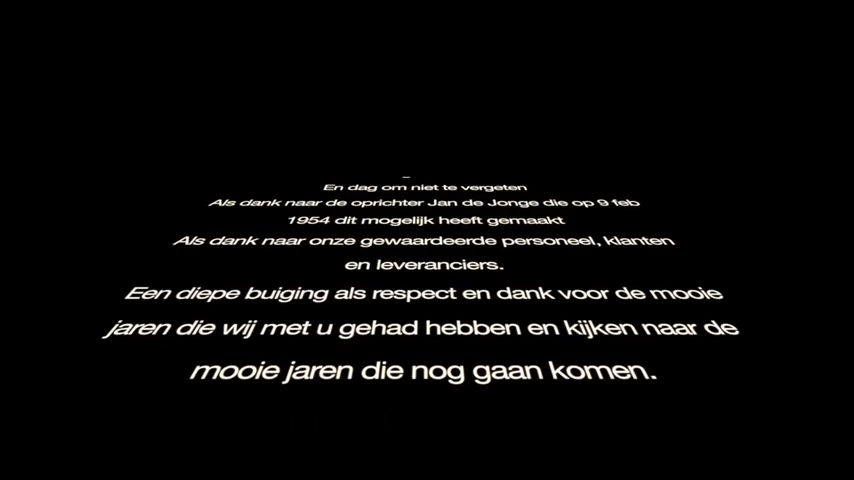 En dag om niet te vergeten
Als dank naar de oprichter Jan de Jonge die op 9 feb
1954 dit mogelijk heeft gemaakt
Als dank naar onze gewaardeerde personeel, klanten
en leveranciers.
Een diepe buiging als respect en dank voor de mooie
jaren die wij met u gehad hebben en kijken naar de
mooie jaren die nog gaan komen.